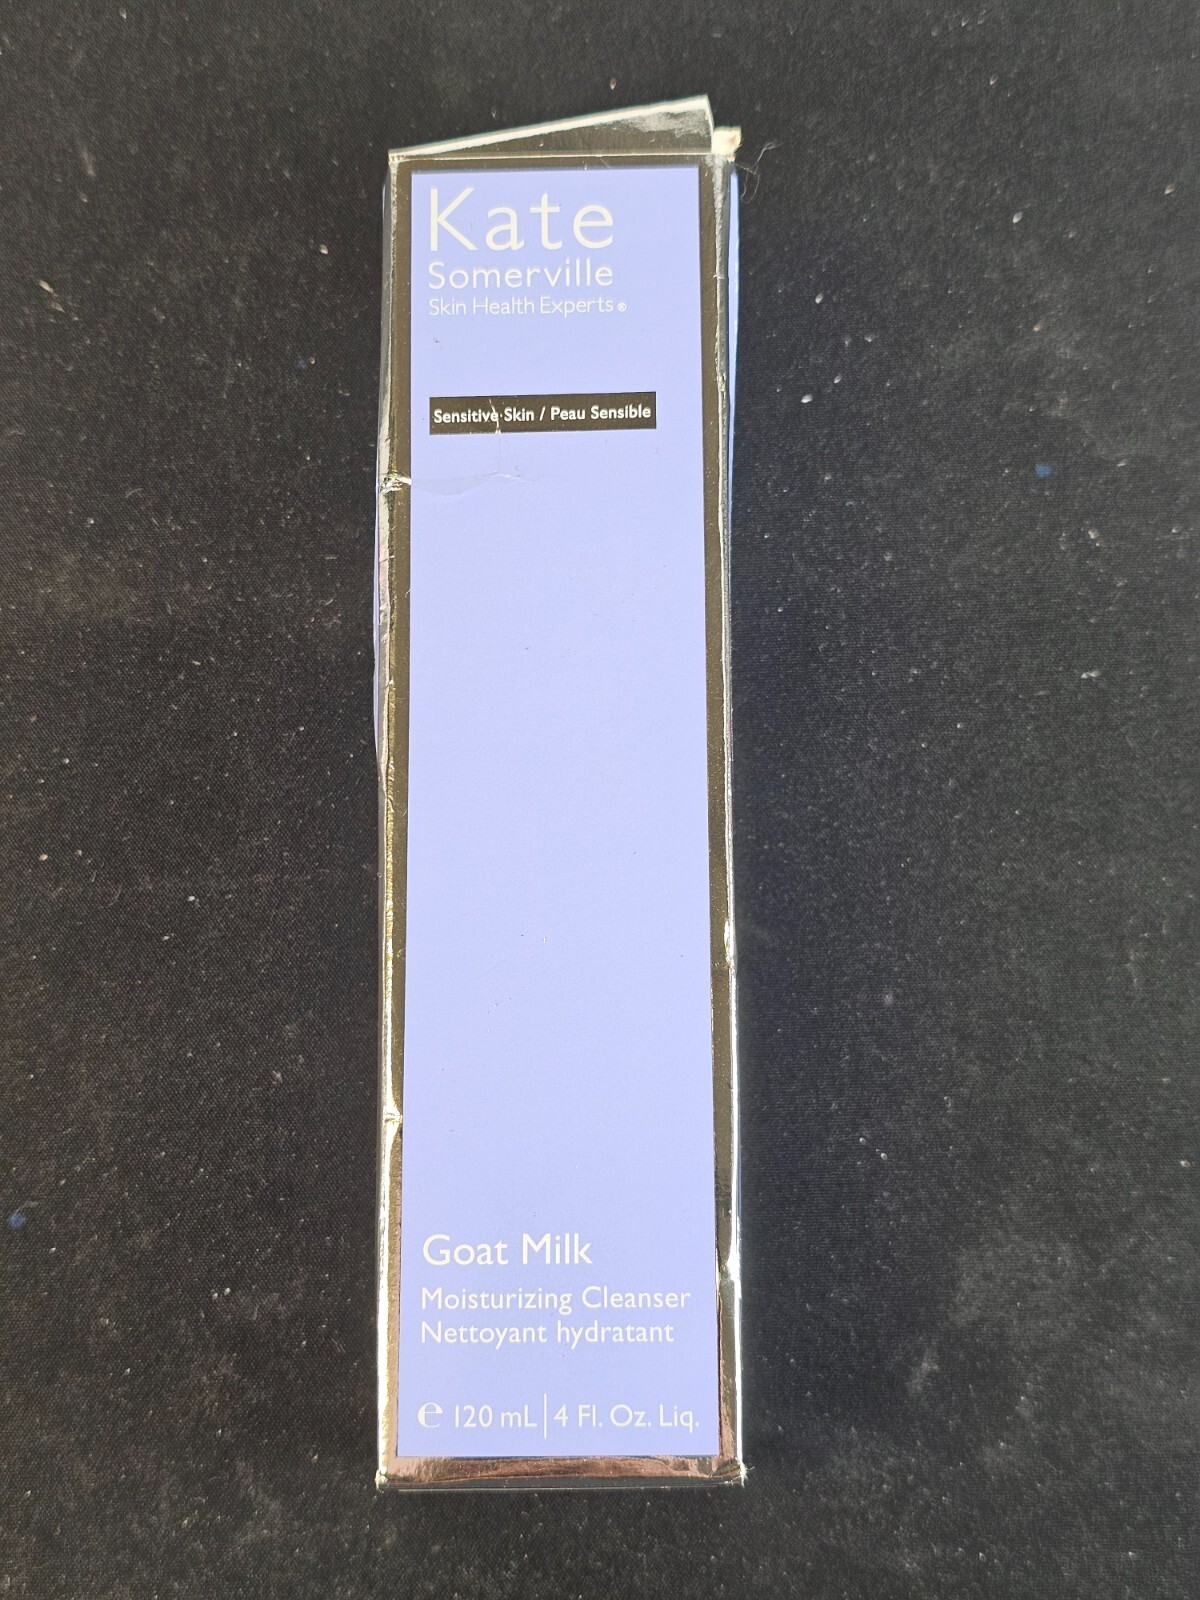 Kate
Somerville
Skin Health Experts®
Sensitive Skin / Peau Sensible
Goat Milk
Moisturizing Cleanser
Nettoyant hydratant
℮ 120 mL | 4 Fl. Oz. Liq.